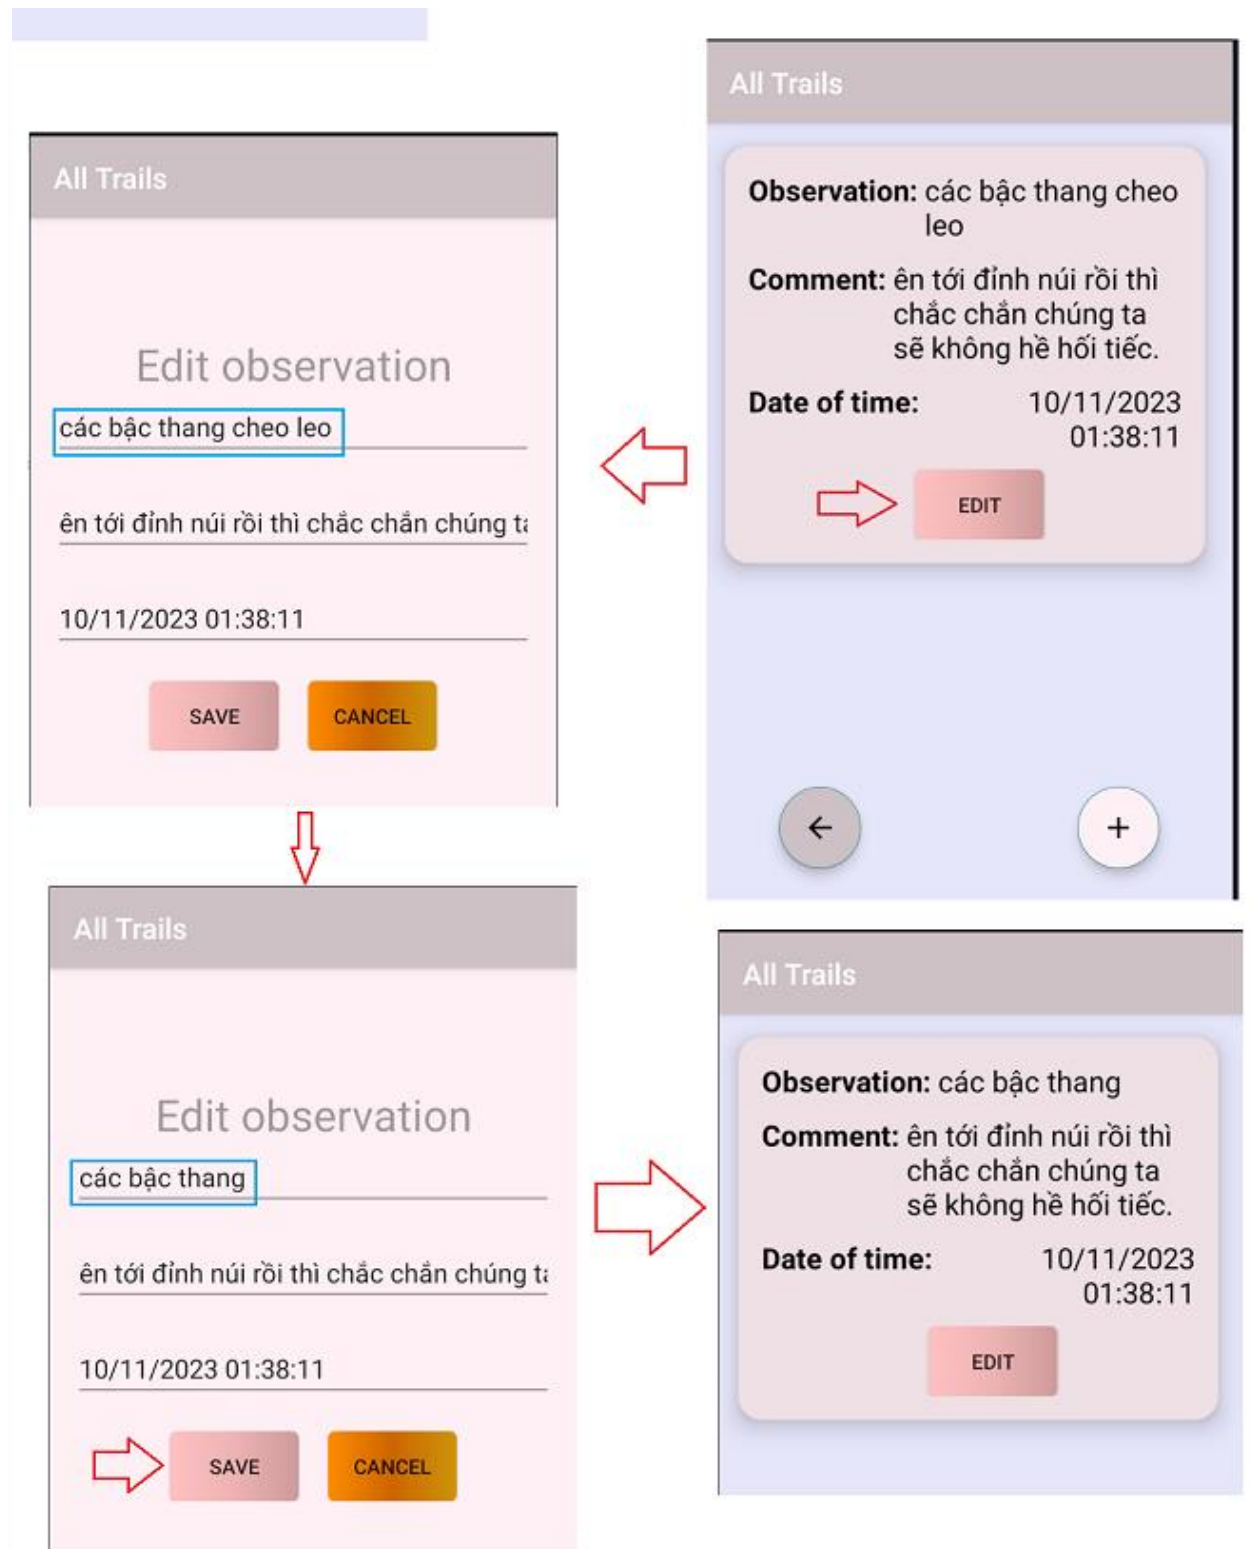 All Trails
Observation: các bậc thang cheo
leo
Comment: ên tới đỉnh núi rồi thì
chắc chắn chúng ta
sẽ không hề hối tiếc.
Date of time: 10/11/2023
01:38:11
EDIT
All Trails
Edit observation
các bậc thang cheo leo
ên tới đỉnh núi rồi thì chắc chắn chúng
10/11/2023 01:38:11
SAVE CANCEL
All Trails
Edit observation
các bậc thang
ên tới đỉnh núi rồi thì chắc chắn chúng
10/11/2023 01:38:11
SAVE CANCEL
All Trails
Observation: các bậc thang
Comment: ên tới đỉnh núi rồi thì
chắc chắn chúng ta
sẽ không hề hối tiếc.
Date of time: 10/11/2023
01:38:11
EDIT